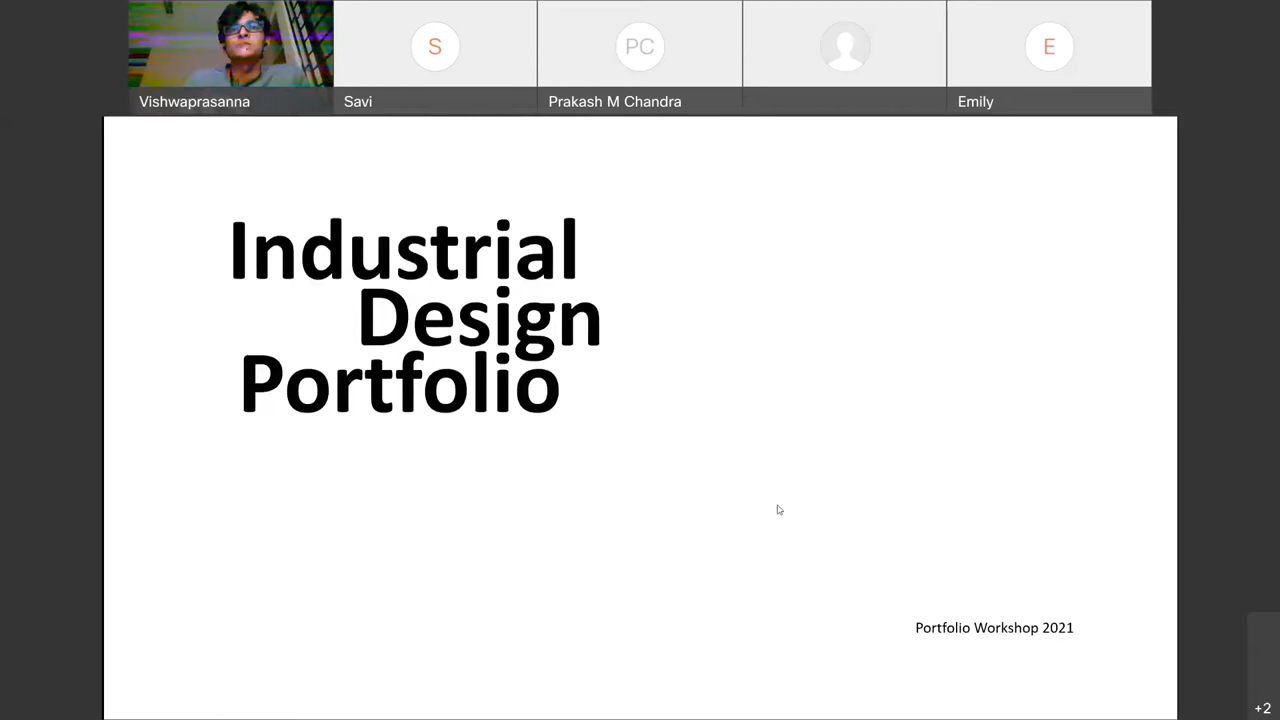 S
PC
E
Vishwaprasanna
Savi
Prakash M Chandra
Emily
Industrial
Design
Portfolio
Portfolio Workshop 2021
+2